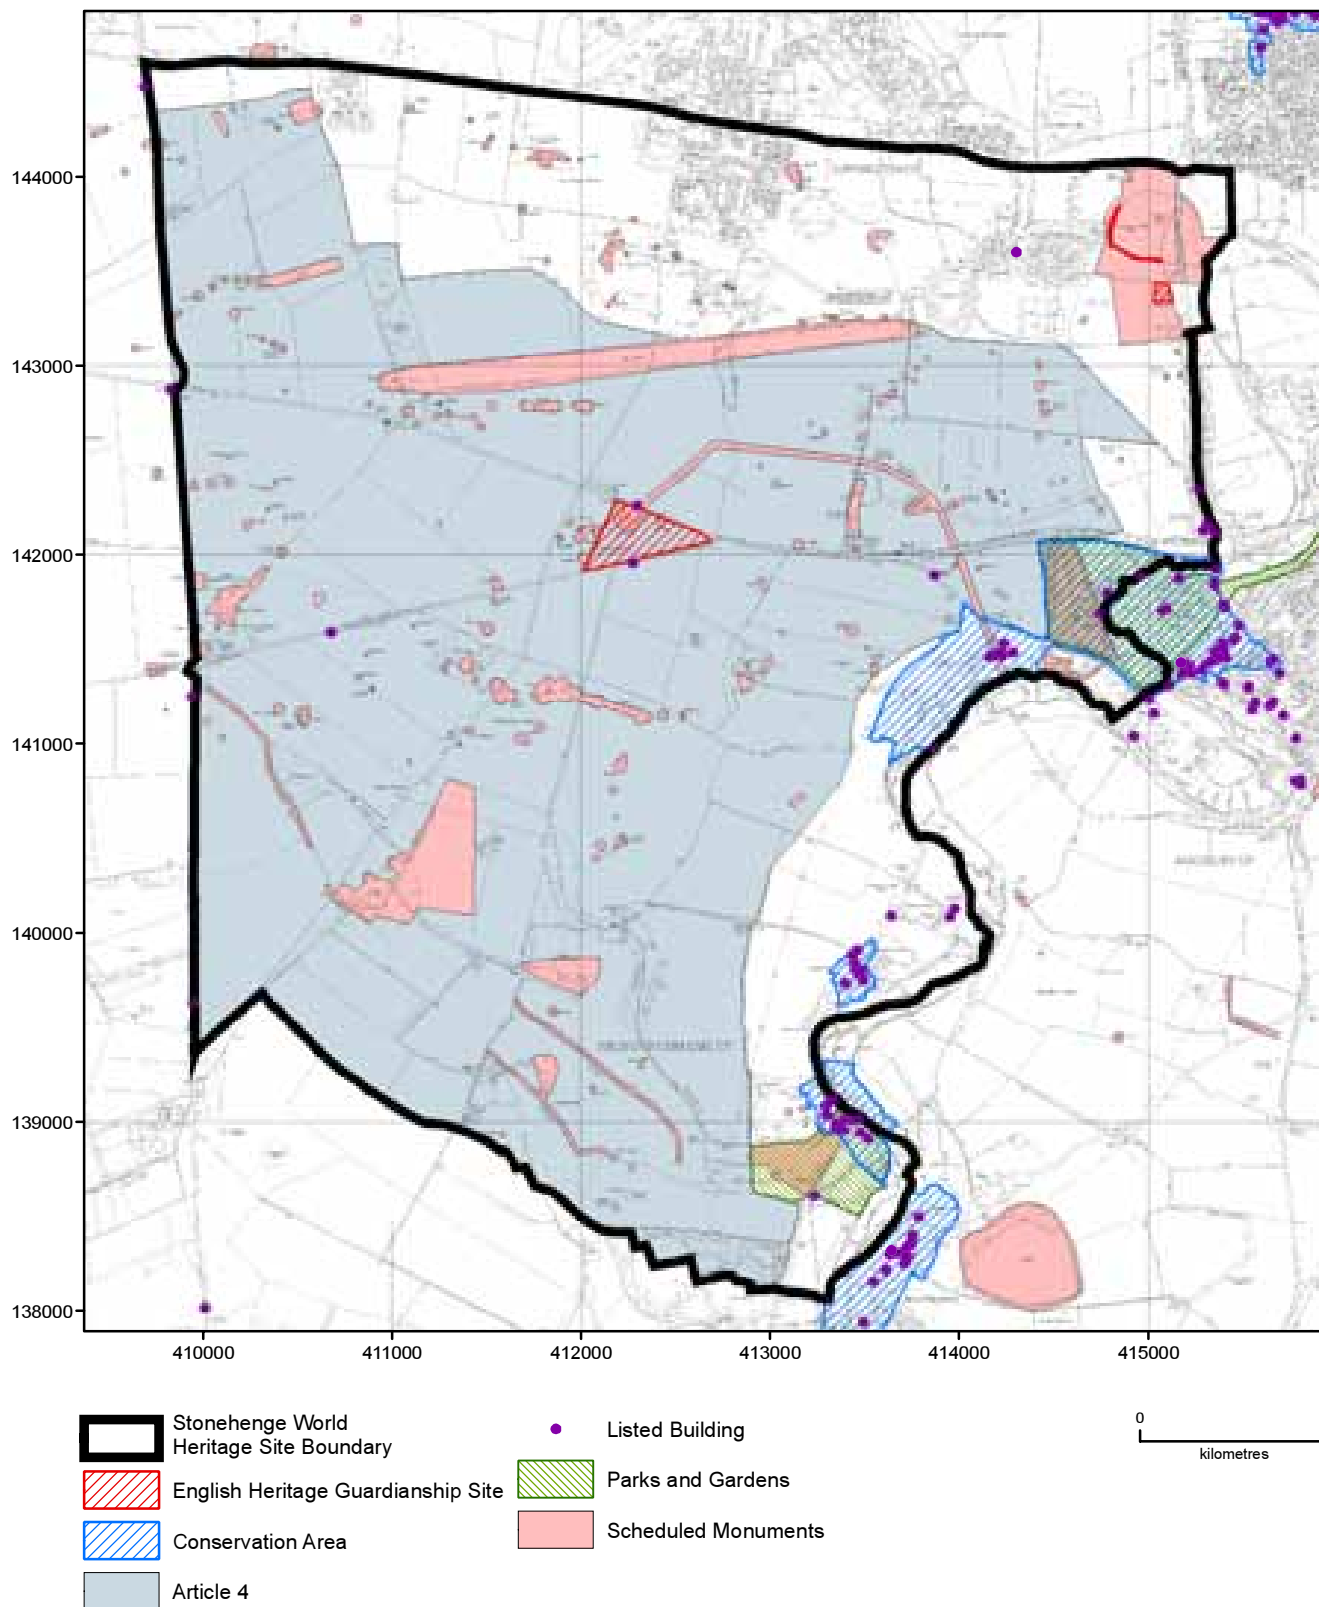 144000
143000
142000
141000
140000
139000
138000
410000
411000
412000
413000
414000
415000
Stonehenge World
Heritage Site Boundary
English Heritage Guardianship Site
Conservation Area
Article 4
Listed Building
Parks and Gardens
Scheduled Monuments
0
kilometres